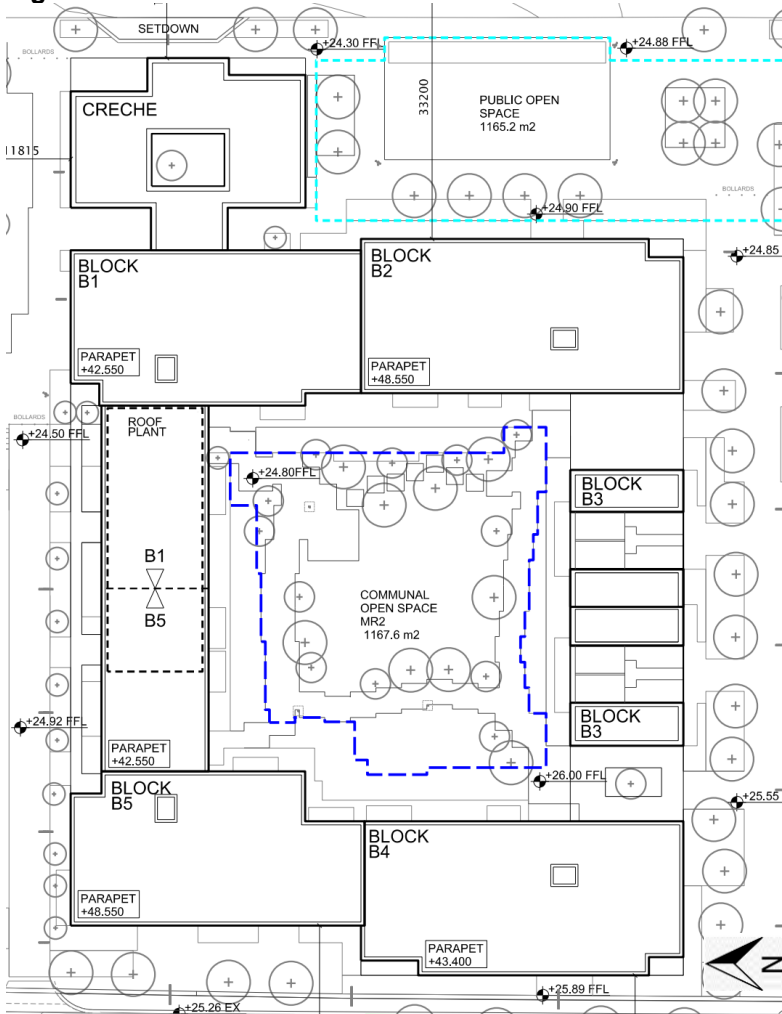 SETDOWN
BOLLARDS
+24.30 FFL
+24.88 FFL
CRECHE
33200
PUBLIC OPEN
SPACE
1165.2 m2
11815
BOLLARDS
+24.90 FFL
+24.85
BLOCK
B1
BLOCK
B2
PARAPET
+42.550
PARAPET
+48.550
BOLLARDS
ROOF
PLANT
+24.50 FFL
+24.80FFL
BLOCK
B3
B1
B5
COMMUNAL
OPEN SPACE
MR2
1167.6 m2
BLOCK
B3
+24.92 FFL
PARAPET
+42.550
+26.00 FFL
+25.55
BLOCK
B5
BLOCK
B4
PARAPET
+48.550
PARAPET
+43.400
N
+25.89 FFL
+25.26 EX